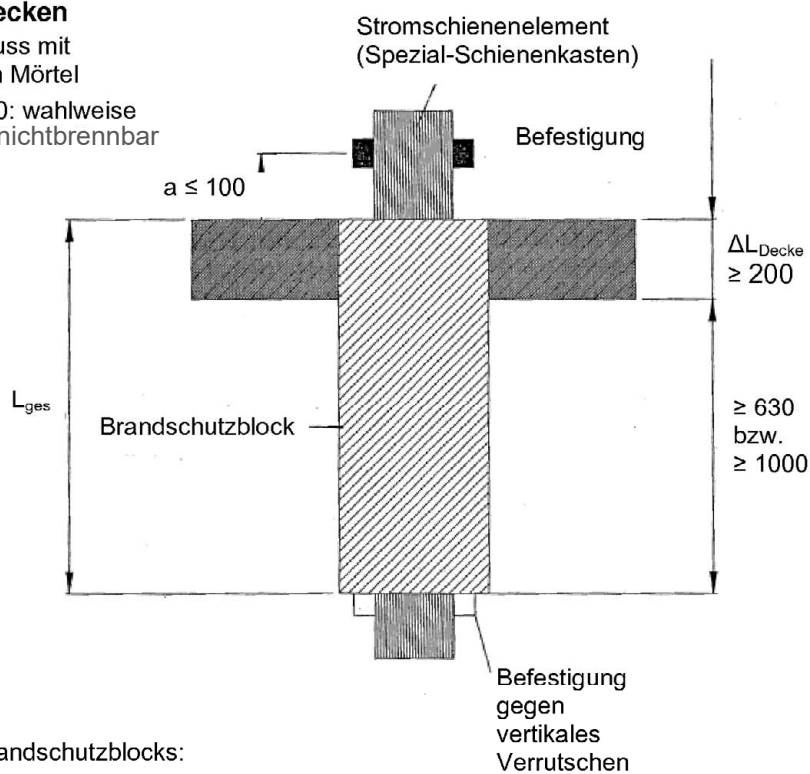 ecken
uss mit
Mörtel
0: wahlweise
nichtbrennbar
Stromschienenelement
(Spezial-Schienenkasten)
Befestigung
a ≤ 100
ΔLDecke
≥ 200
Lges
Brandschutzblock
≥ 630
bzw.
≥ 1000
Befestigung
gegen
vertikales
Verrutschen
andschutzblocks: